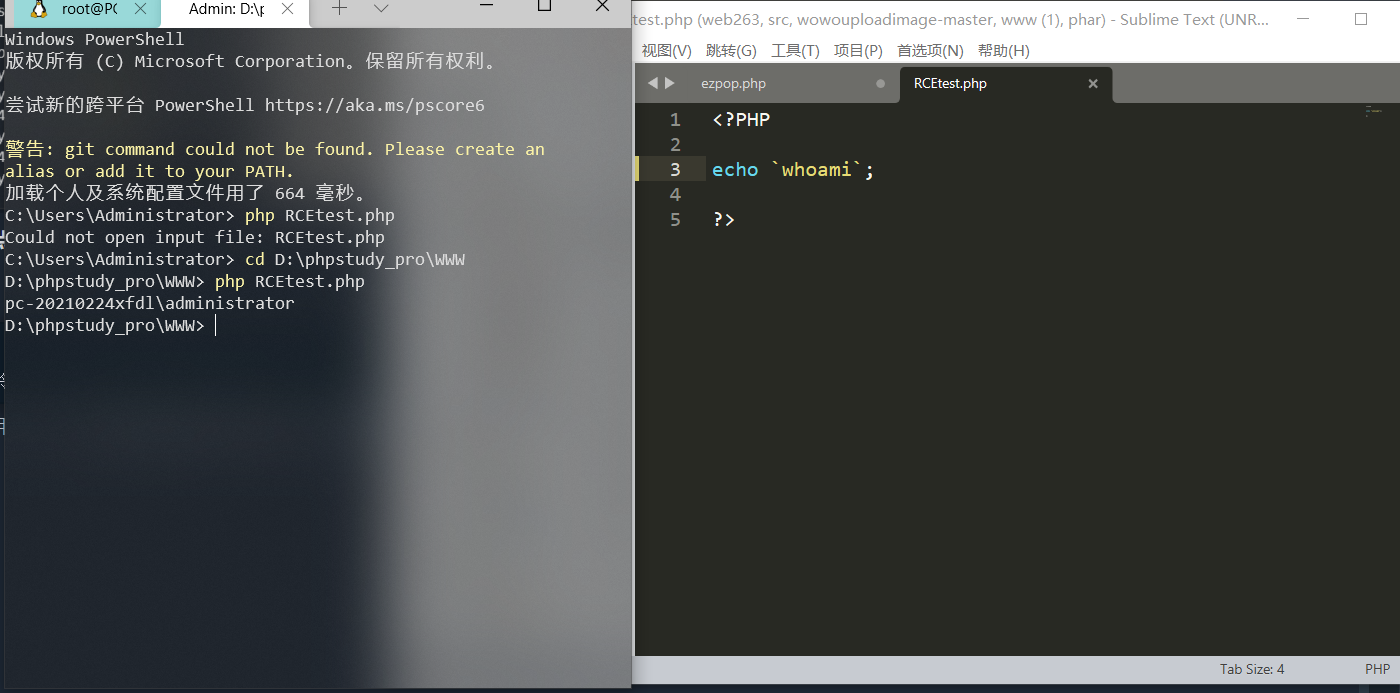 root@PC
Admin: D:\p
Windows PowerShell
版权所有 (C) Microsoft Corporation。保留所有权利。
尝试新的跨平台 PowerShell https://aka.ms/pscore6
警告: git command could not be found. Please create an
alias or add it to your PATH.
加载个人及系统配置文件用了 664 毫秒。
C:\Users\Administrator> php RCEtest.php
Could not open input file: RCEtest.php
C:\Users\Administrator> cd D:\phpstudy_pro\WWW
D:\phpstudy_pro\WWW> php RCEtest.php
pc-20210224xfdl\administrator
D:\phpstudy_pro\WWW>
test.php (web263, src, wowouploadimage-master, www (1), phar) - Sublime Text (UNR...
视图(V) 跳转(G) 工具(T) 项目(P) 首选项(N) 帮助(H)
ezpop.php
RCEtest.php
1 <?PHP
2
3 echo `whoami`;
4
5 ?>
Tab Size: 4
PHP